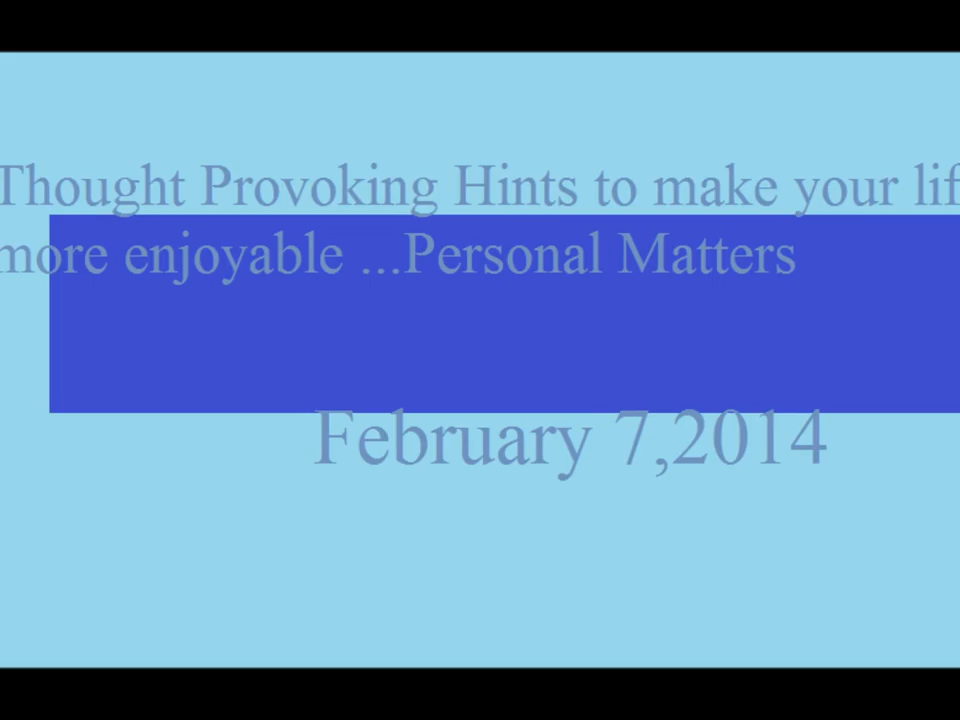 Thought Provoking Hints to make your lif
more enjoyable ...Personal Matters
February 7,2014